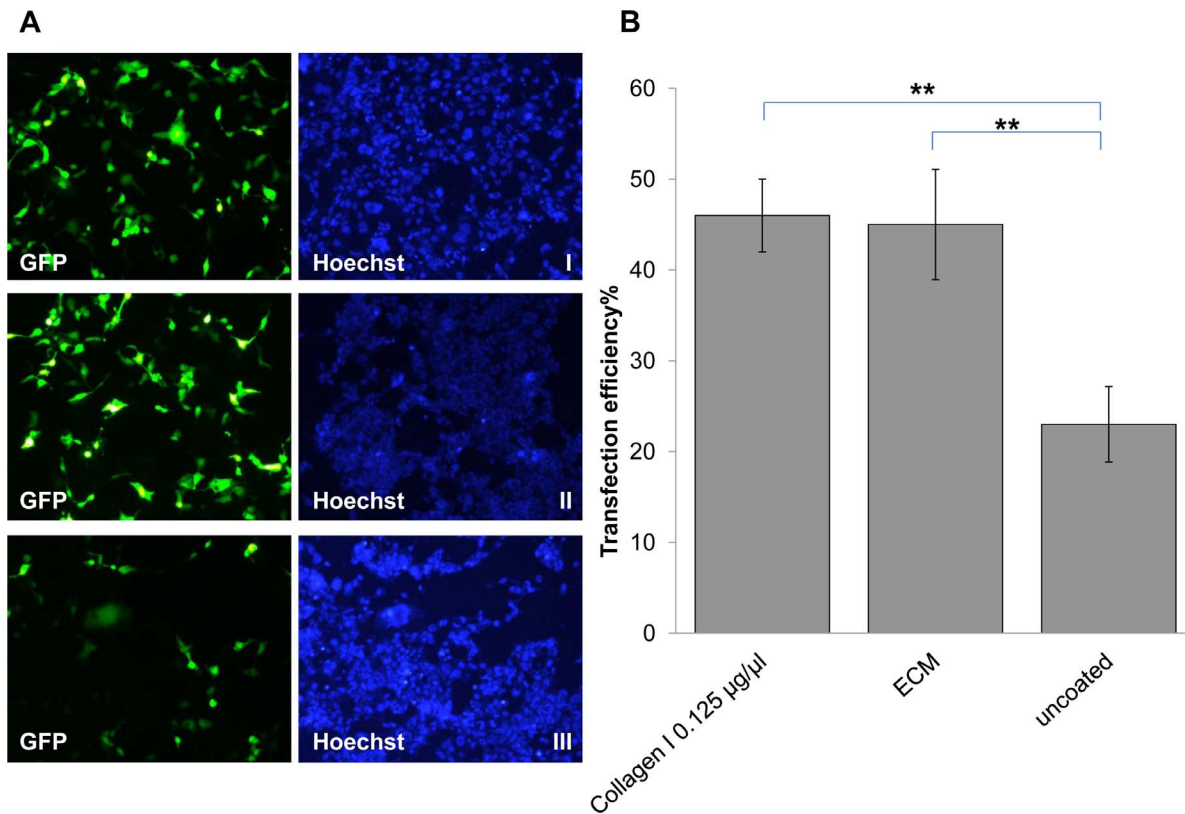 A
GFP
Hoechst
I
GFP
Hoechst
II
GFP
Hoechst
III
B
Transfection efficiency%
60
50
40
30
20
10
0
**
**
Collagen I 0.125 µg/µl
ECM
uncoated